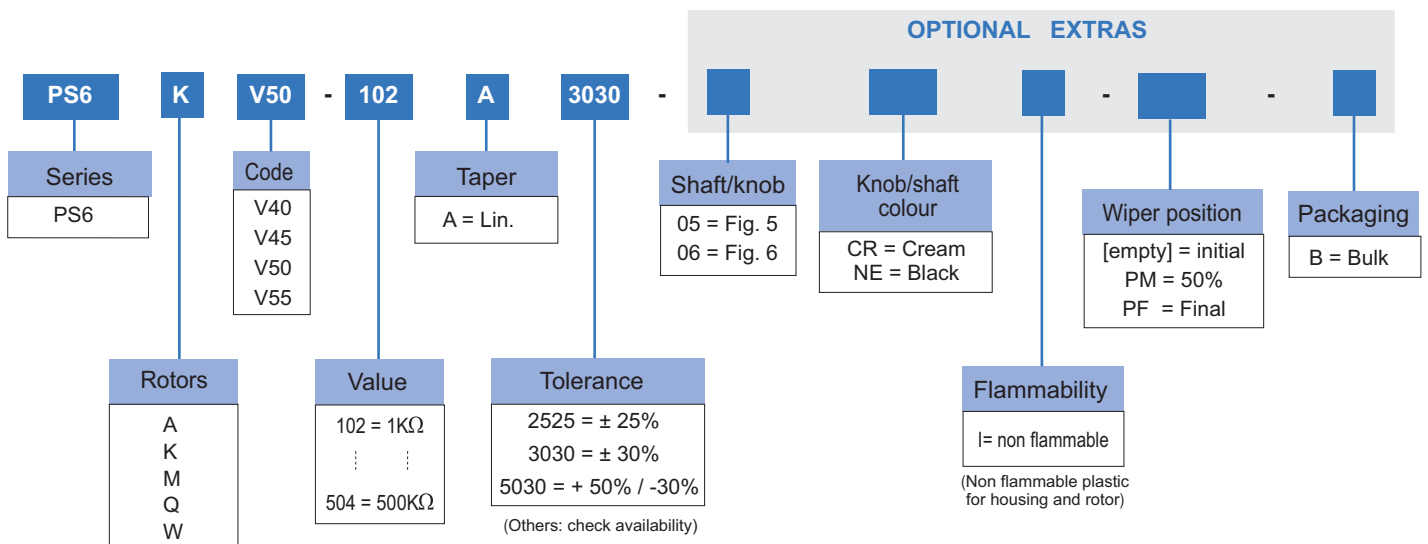 OPTIONAL EXTRAS
PS6 K V50 - 102 A 3030 - - -
Series
PS6
Code
V40
V45
V50
V55
Taper
A = Lin.
Shaft/knob
05 = Fig. 5
06 = Fig. 6
Knob/shaft
colour
CR = Cream
NE = Black
Wiper position
[empty] = initial
PM = 50%
PF = Final
Packaging
B = Bulk
Rotors
A
K
M
Q
W
Value
102 = 1KΩ
504 = 500KΩ
Tolerance
2525 = ± 25%
3030 = ± 30%
5030 = + 50% / -30%
(Others: check availability)
Flammability
I= non flammable
(Non flammable plastic
for housing and rotor)